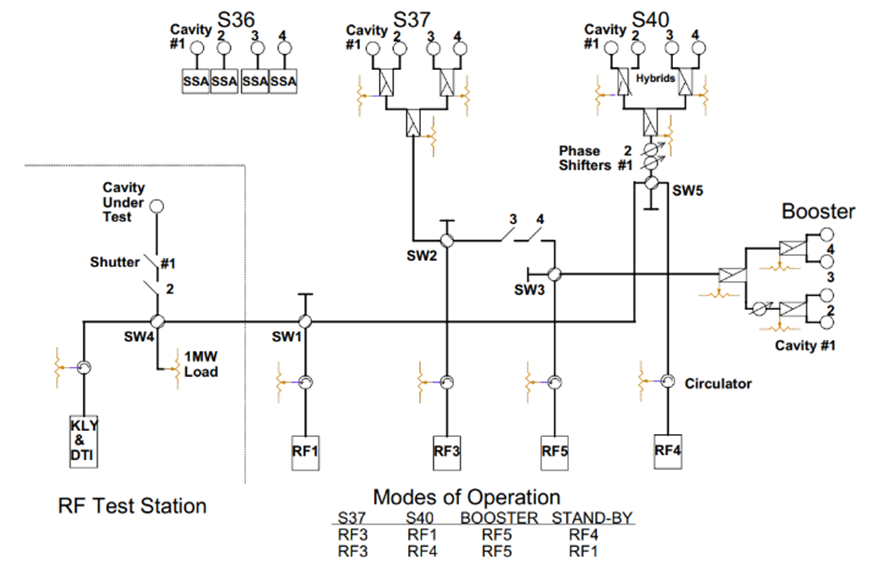 S36
S37
S40
Cavity
#1
2
3
4
SSA
SSA
SSA
SSA
Cavity
#1
2
3
4
Cavity
#1
2
3
4
Hybrids
Phase
Shifters
2
#1
SW5
Cavity
Under
Test
Shutter
#1
2
SW4
1MW
Load
SW1
SW2
3
4
SW3
Booster
4
3
2
Cavity #1
Circulator
KLY
&
DTI
RF1
RF3
RF5
RF4
RF Test Station
Modes of Operation
S37 S40 BOOSTER STAND-BY
RF3 RF1 RF5 RF4
RF3 RF4 RF5 RF1